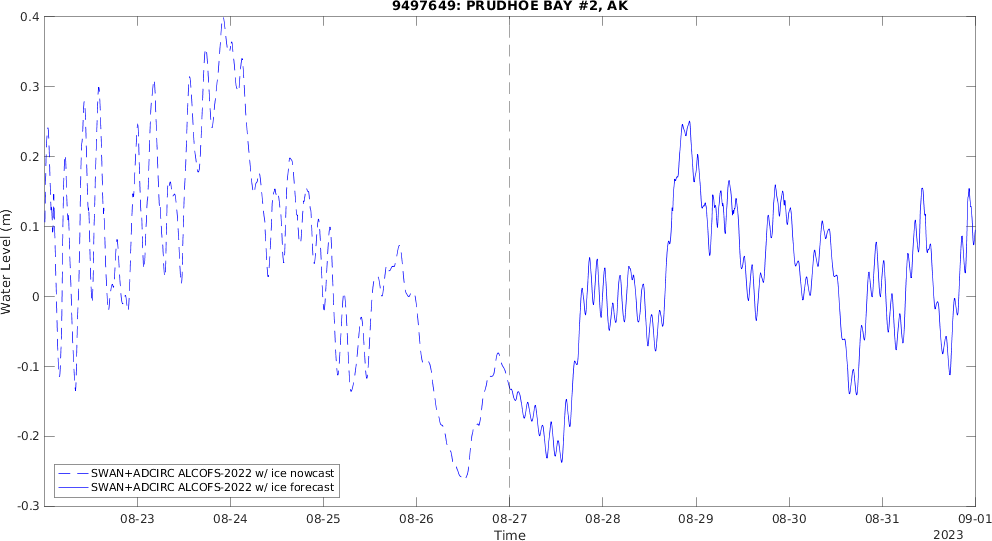 9497649: PRUDHOE BAY #2, AK
0.4
0.3
0.2
0.1
0
-0.1
-0.2
-0.3
Water Level (m)
SWAN+ADCIRC ALCOFS-2022 w/ ice nowcast
SWAN+ADCIRC ALCOFS-2022 w/ ice forecast
08-23 08-24 08-25 08-26 08-27 08-28 08-29 08-30 08-31 09-01
Time
2023